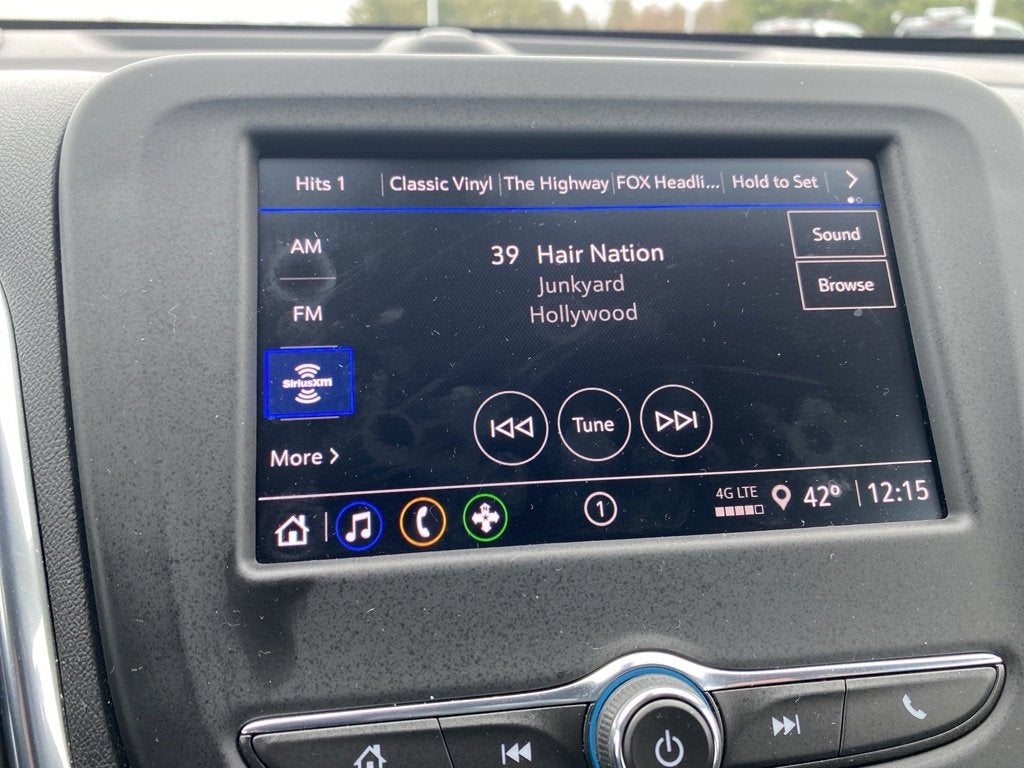 Hits 1 Classic Vinyl The Highway FOX Headli... Hold to Set
AM
39 Hair Nation
Sound
Junkyard
Browse
FM
Hollywood
SiriusXM
Tune
More
1
4G LTE
42° 12:15